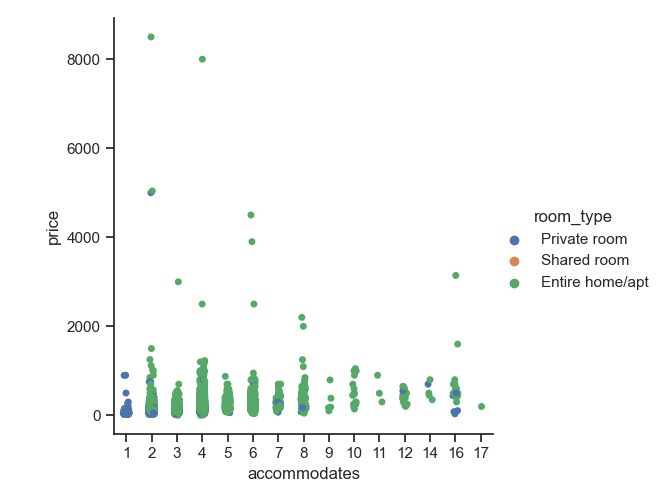 8000
6000
4000
2000
0
price
1 2 3 4 5 6 7 8 9 10 11 12 14 16 17
accommodates
room_type
Private room
Shared room
Entire home/apt